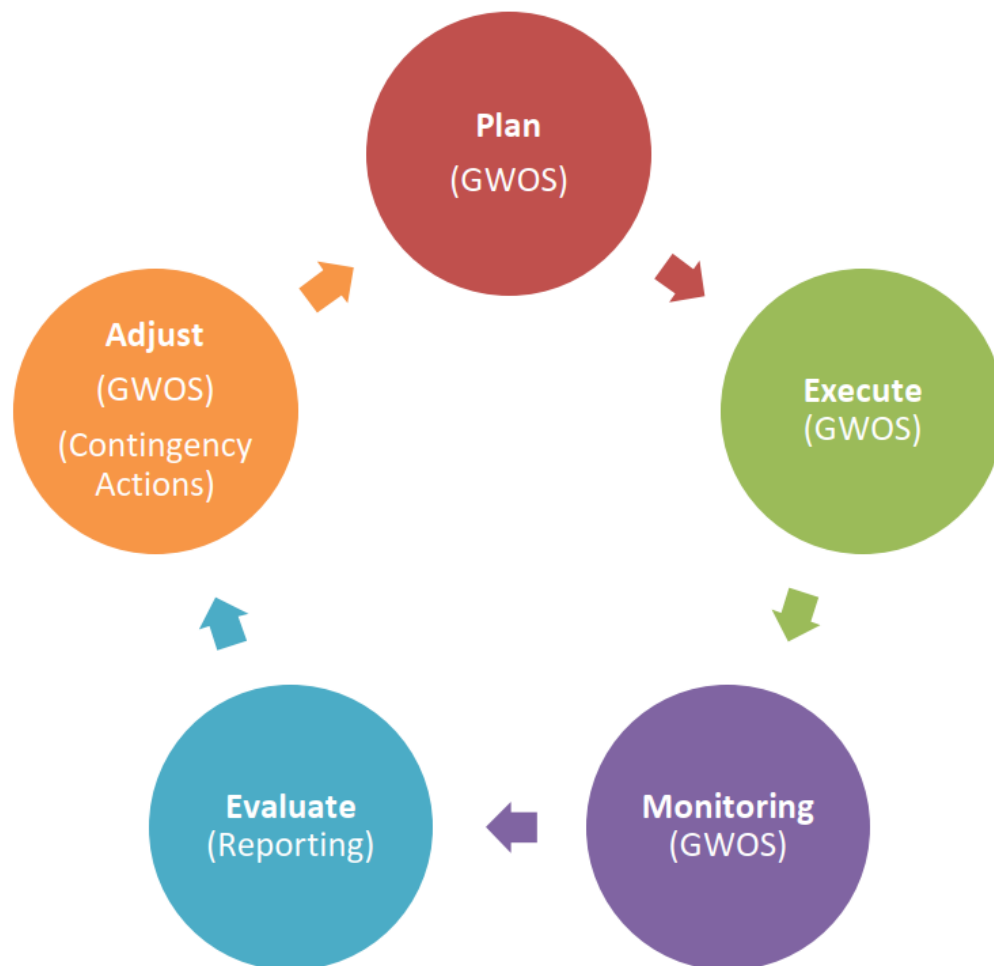 Plan
(GWOS)
Execute
(GWOS)
Monitoring
(GWOS)
Evaluate
(Reporting)
Adjust
(GWOS)
(Contingency
Actions)